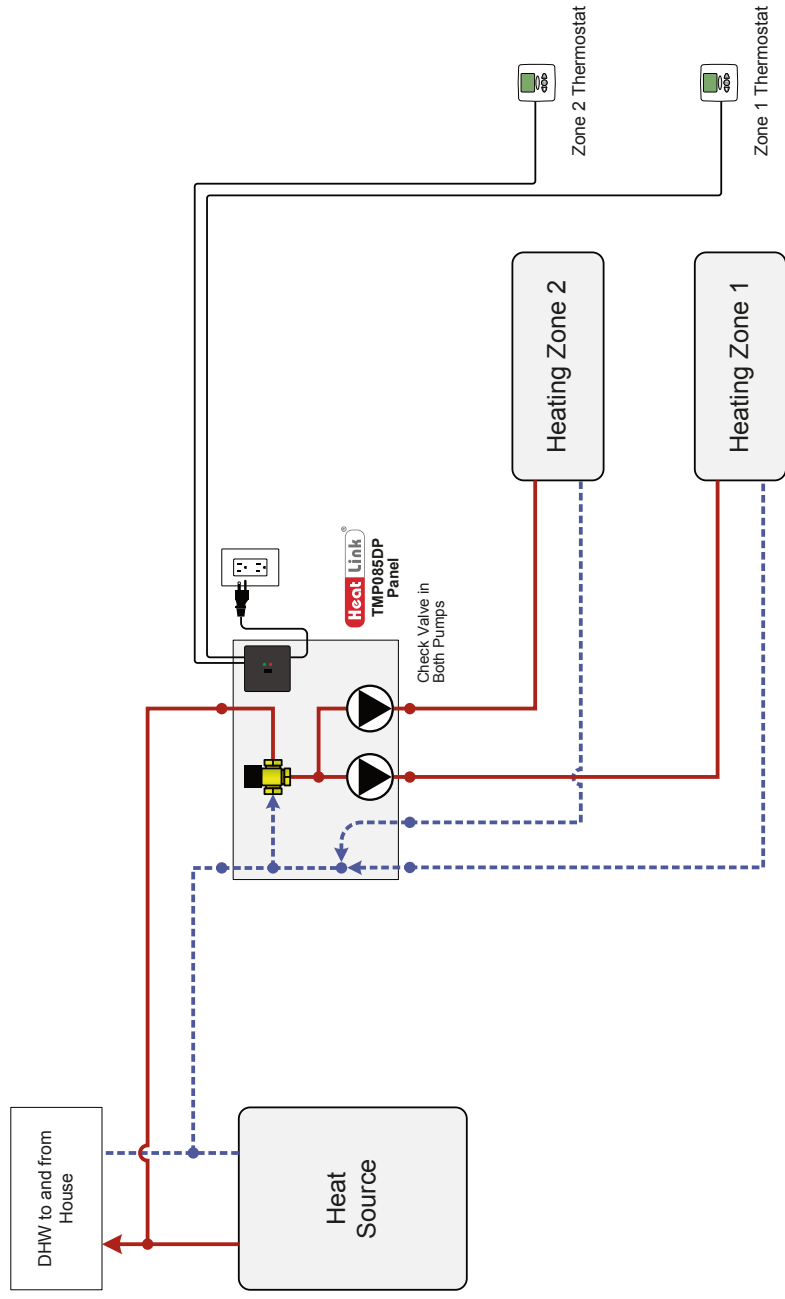 DHW to and from
House
Heat
Source
Heat Link®
TMP085DP
Panel
Check Valve in
Both Pumps
Heating Zone 2
Heating Zone 1
Zone 2 Thermostat
Zone 1 Thermostat